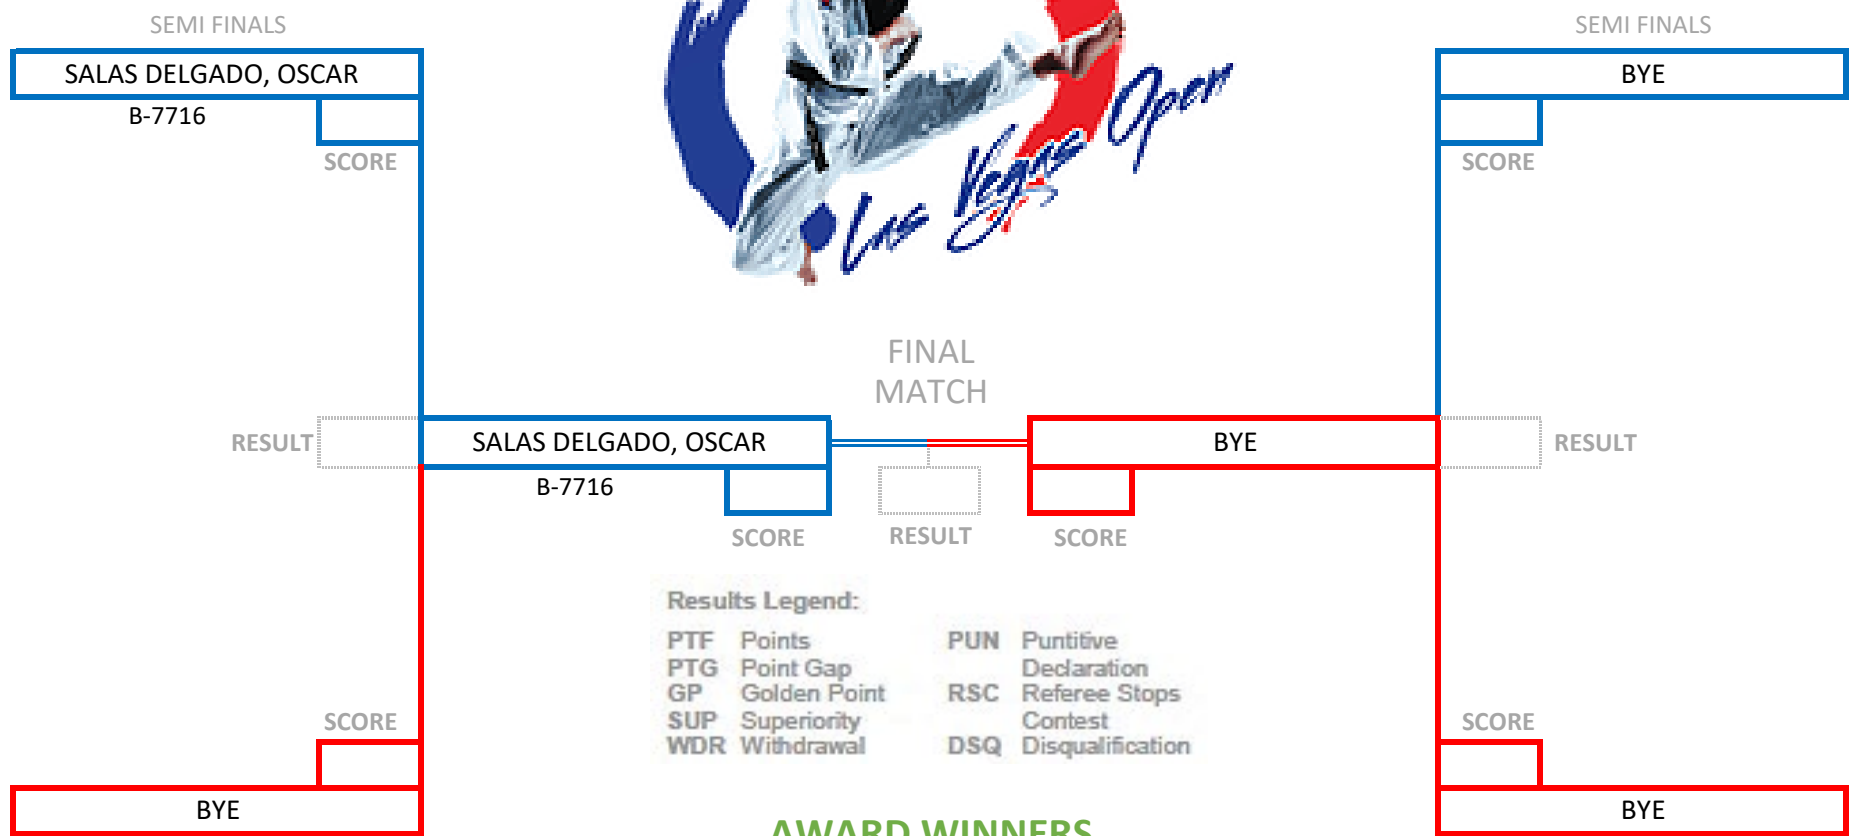 SEMI FINALS
SEMI FINALS
SALAS DELGADO, OSCAR
BYE
B-7716
SCORE
SCORE
Las Vegas Open
FINAL
MATCH
RESULT
SALAS DELGADO, OSCAR
BYE
RESULT
B-7716
SCORE
RESULT
SCORE
Results Legend:
PTF Points
PTG Point Gap
GP Golden Point
SUP Superiority
WDR Withdrawal
PUN Puntitive
Declaration
RSC Referee Stops
Contest
DSQ Disqualification
SCORE
SCORE
BYE
BYE
AWARD WINNERS